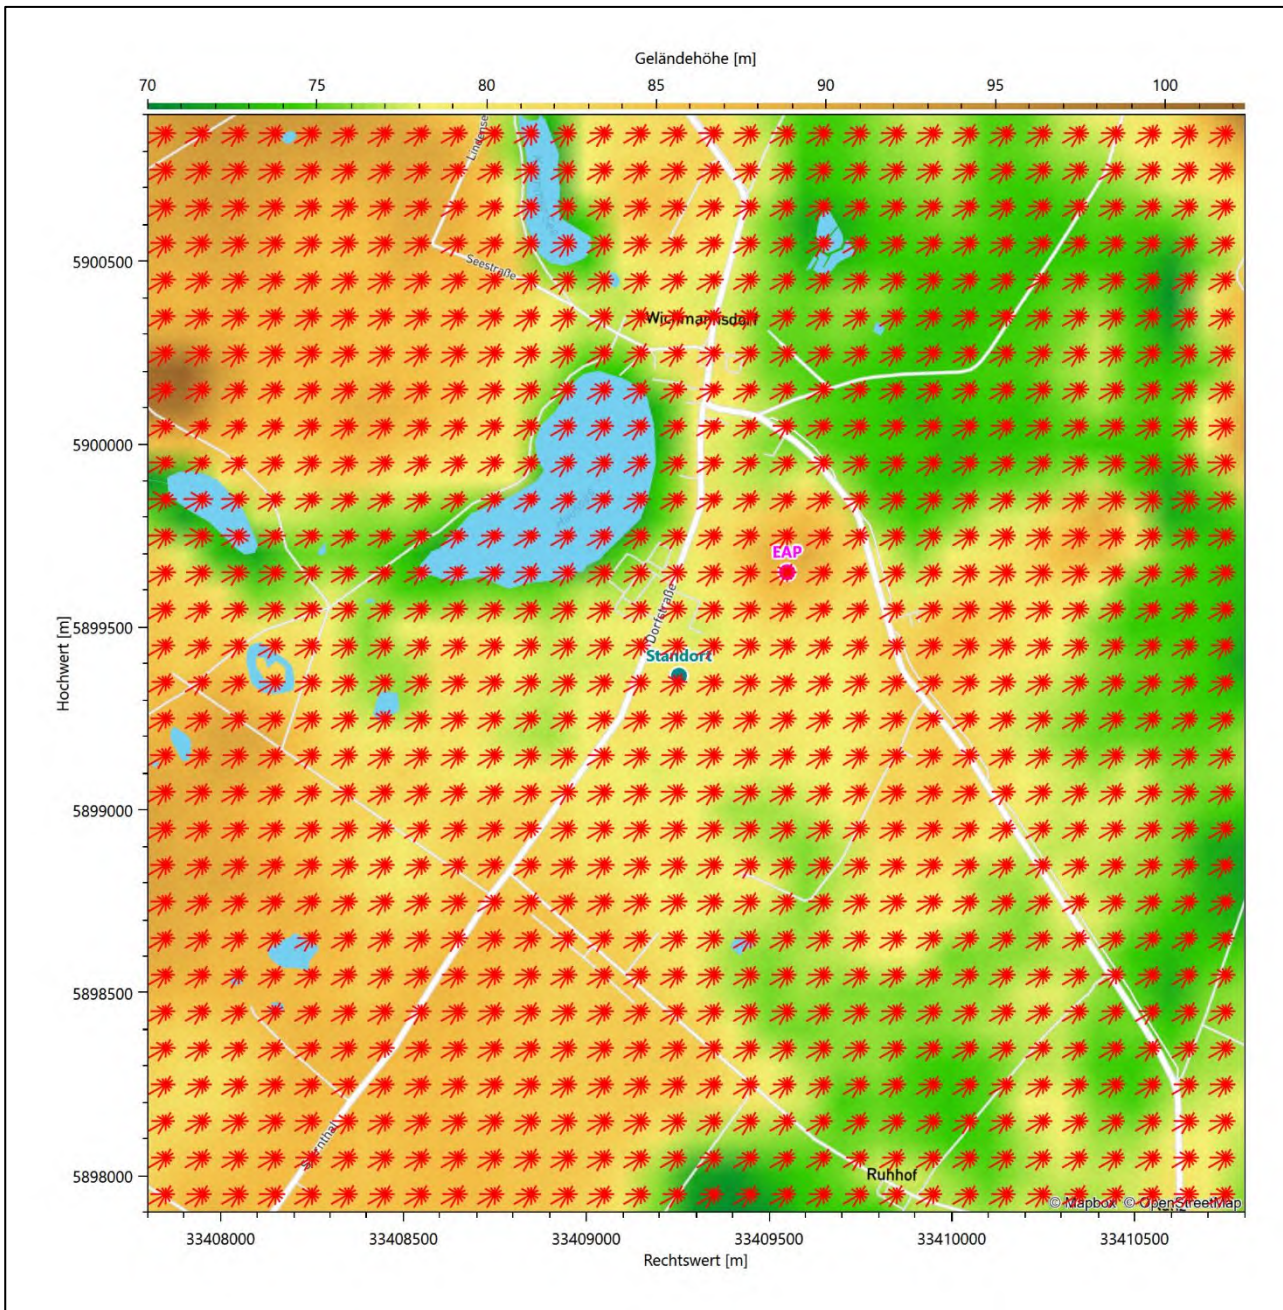 Geländehöhe [m]
70 75 80 85 90 95 100
Seestraße
Wichmannsdorf
5900500
5900000
EAP
Dorfstraße
5899500
Standort
Hochwert [m]
5899000
5898500
5898000
Ruhhof
© Mapbox © OpenStreetMap
33408000 33408500 33409000 33409500 33410000 33410500
Rechtswert [m]